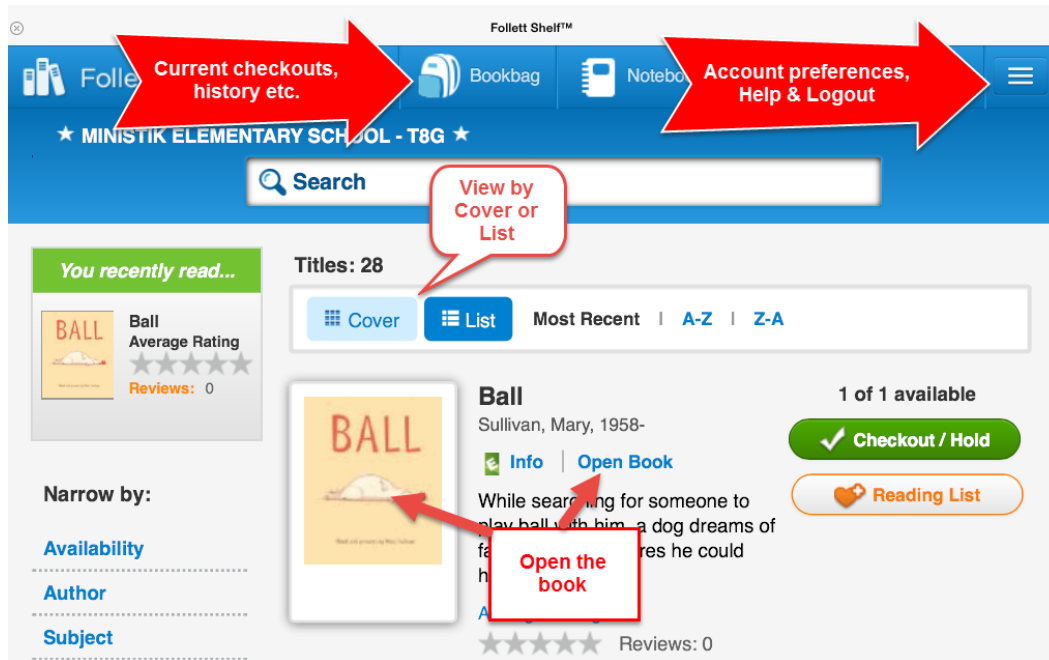 Follett Shelf™
Current checkouts,
history etc.
Bookbag
Account preferences,
Help & Logout
★ MINISTIK ELEMENTARY SCHOOL - T8G ★
Search
View by
Cover or
List
You recently read...
BALL
Ball
Average Rating
Reviews: 0
Titles: 28
Cover
List
Most Recent | A-Z | Z-A
BALL
Ball
Sullivan, Mary, 1958-
Info | Open Book
While searching for someone to
play ball with him, a dog dreams of
he could
1 of 1 available
Checkout / Hold
Reading List
Open the
book
Reviews: 0
Narrow by:
Availability
Author
Subject